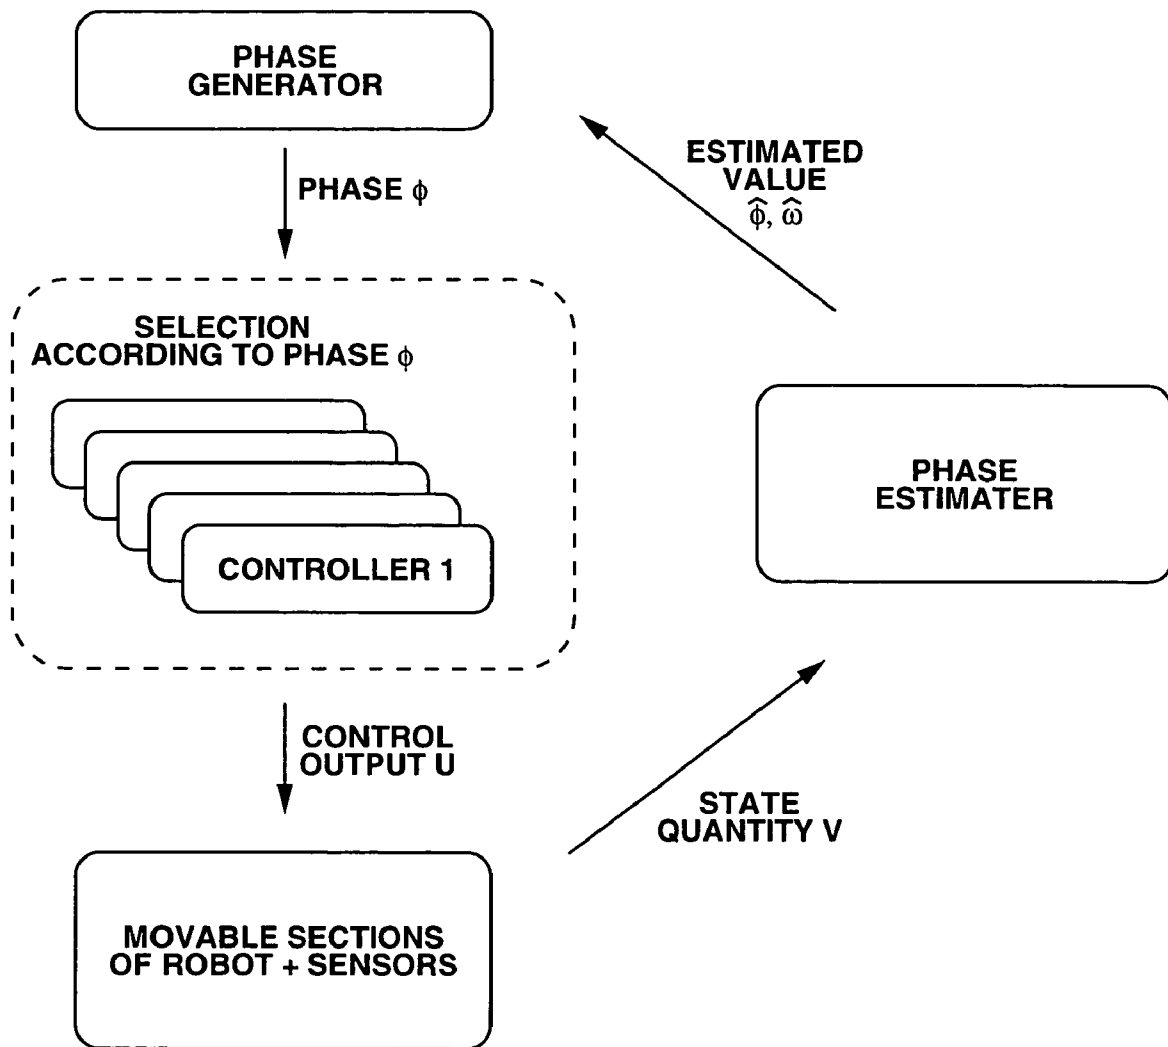 PHASE
GENERATOR
PHASE ϕ
ESTIMATED
VALUE
ϕ̂, ω̂
SELECTION
ACCORDING TO PHASE ϕ
CONTROLLER 1
PHASE
ESTIMATER
CONTROL
OUTPUT U
STATE
QUANTITY V
MOVABLE SECTIONS
OF ROBOT + SENSORS